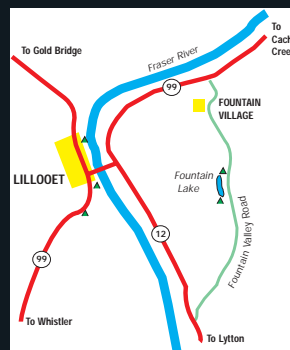 To
Cach
Cree
To Gold Bridge
Fraser River
99
FOUNTAIN
VILLAGE
LILLOOET
Fountain
Lake
Fountain Valley Road
12
99
To Whistler
To Lytton